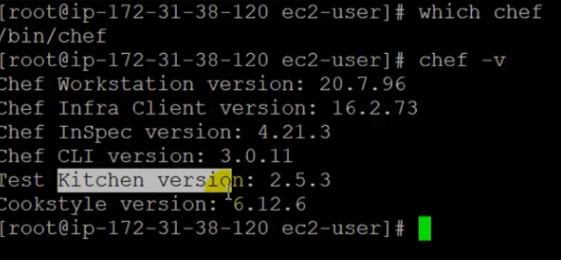 [root@ip-172-31-38-120 ec2-user]# which chef
/bin/chef
[root@ip-172-31-38-120 ec2-user]# chef -v
Chef Workstation version: 20.7.96
Chef Infra Client version: 16.2.73
Chef InSpec version: 4.21.3
Chef CLI version: 3.0.11
Test Kitchen version: 2.5.3
Cookstyle version: 6.12.6
[root@ip-172-31-38-120 ec2-user]#